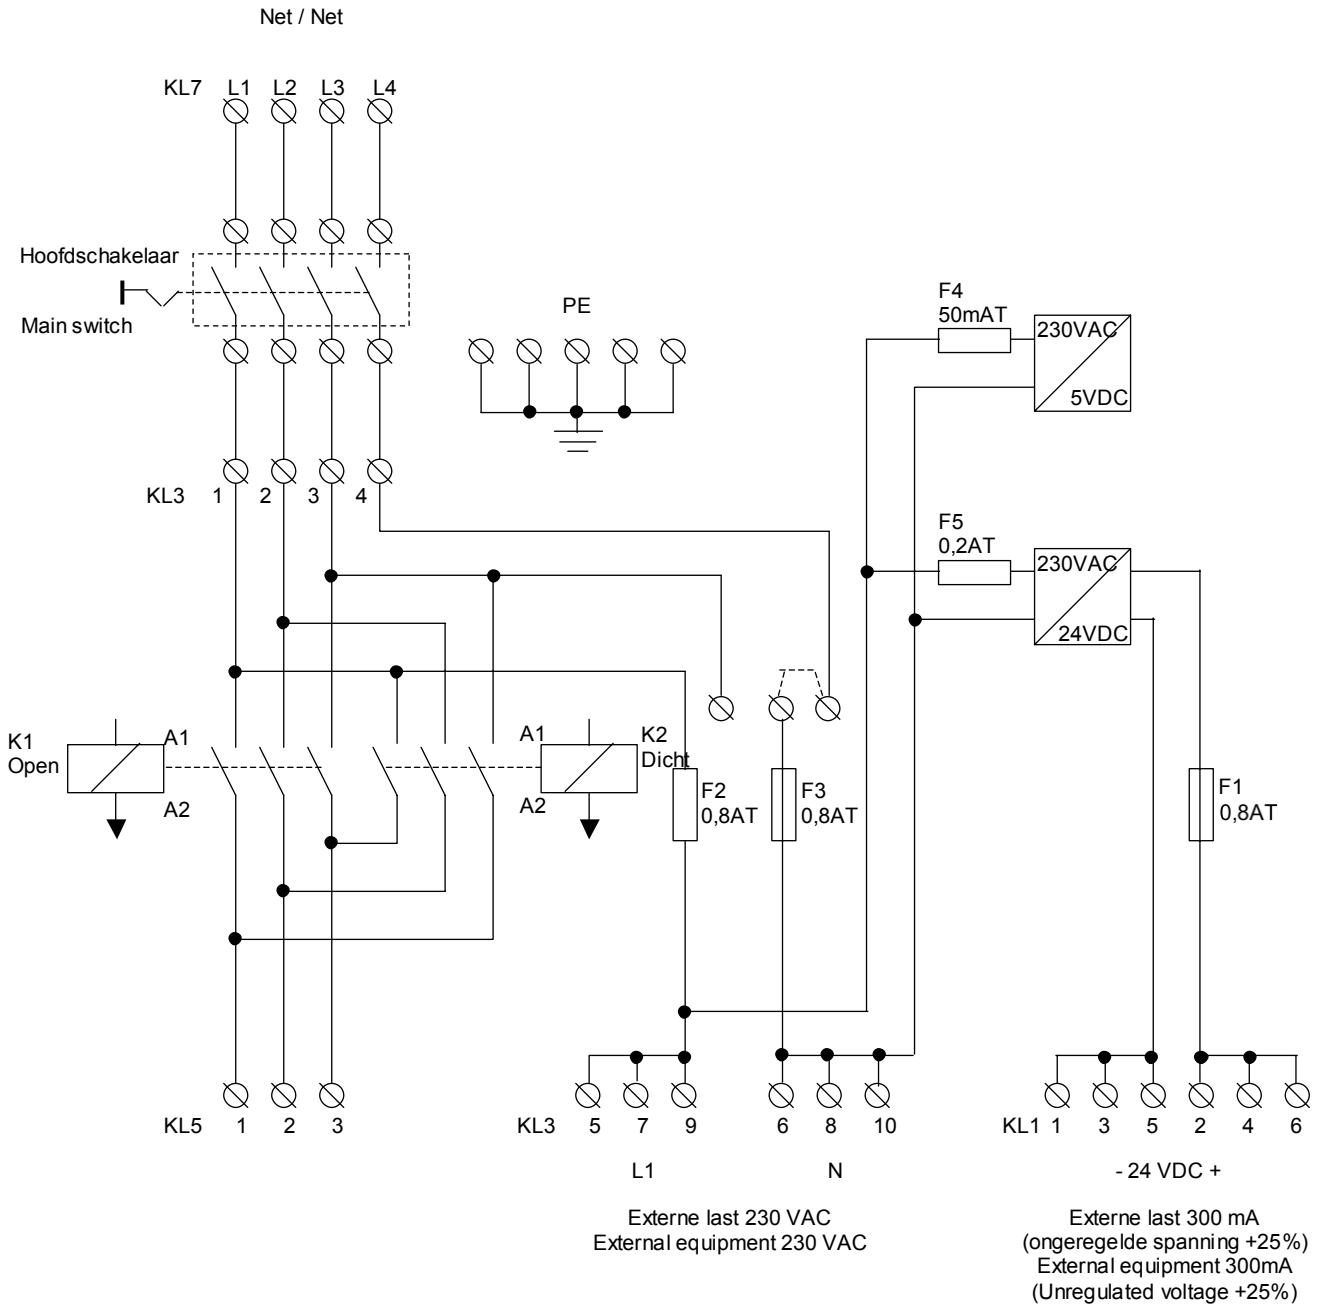 Net / Net
KL7 L1 L2 L3 L4
Hoofdschakelaar
Main switch
PE
F4
50mAT
230VAC
5VDC
KL3 1 2 3 4
F5
0,2AT
230VAC
24VDC
K1
Open
A1
A2
A1
A2
K2
Dicht
F2
0,8AT
F3
0,8AT
F1
0,8AT
KL5 1 2 3
KL3 5 7 9 6 8 10
KL1 1 3 5 2 4 6
L1 N
- 24 VDC +
Externe last 230 VAC
External equipment 230 VAC
Externe last 300 mA
(ongeregelde spanning +25%)
External equipment 300mA
(Unregulated voltage +25%)